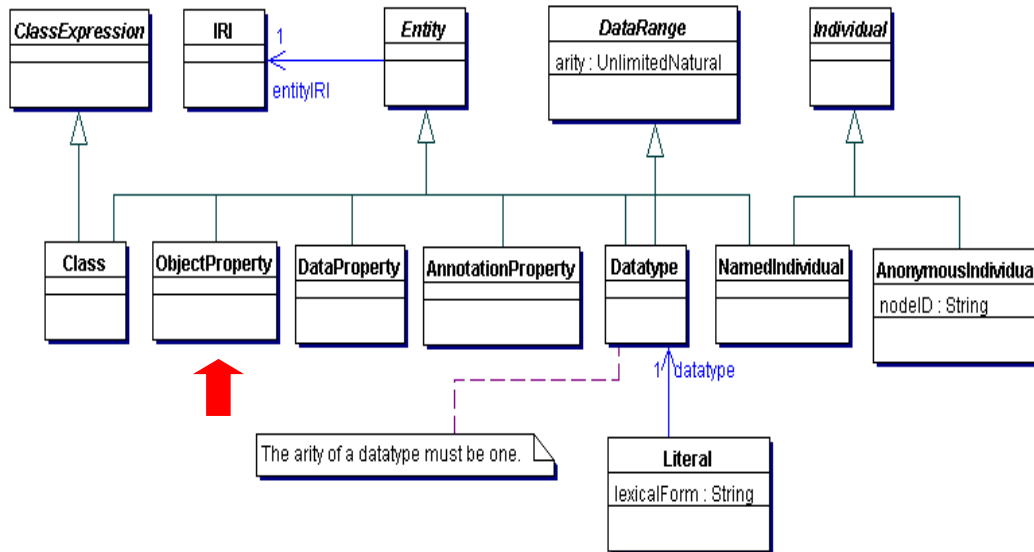 ClassExpression
IRI
Entity
DataRange
Individual
1
arity : UnlimitedNatural
entityIRI
Class
ObjectProperty
DataProperty
AnnotationProperty
Datatype
NamedIndividual
AnonymousIndividual
nodeID : String
1 datatype
The arity of a datatype must be one.
Literal
lexicalForm : String